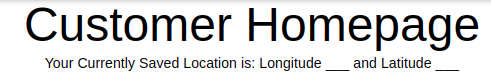 Customer Homepage
Your Currently Saved Location is: Longitude ___ and Latitude ___